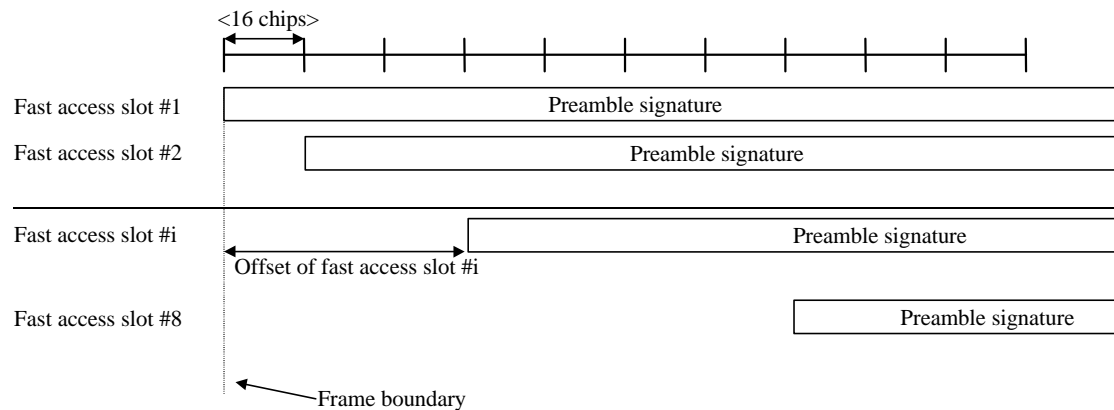 <16 chips>
Fast access slot #1
Preamble signature
Fast access slot #2
Preamble signature
Fast access slot #i
Preamble signature
Offset of fast access slot #i
Fast access slot #8
Preamble signature
Frame boundary